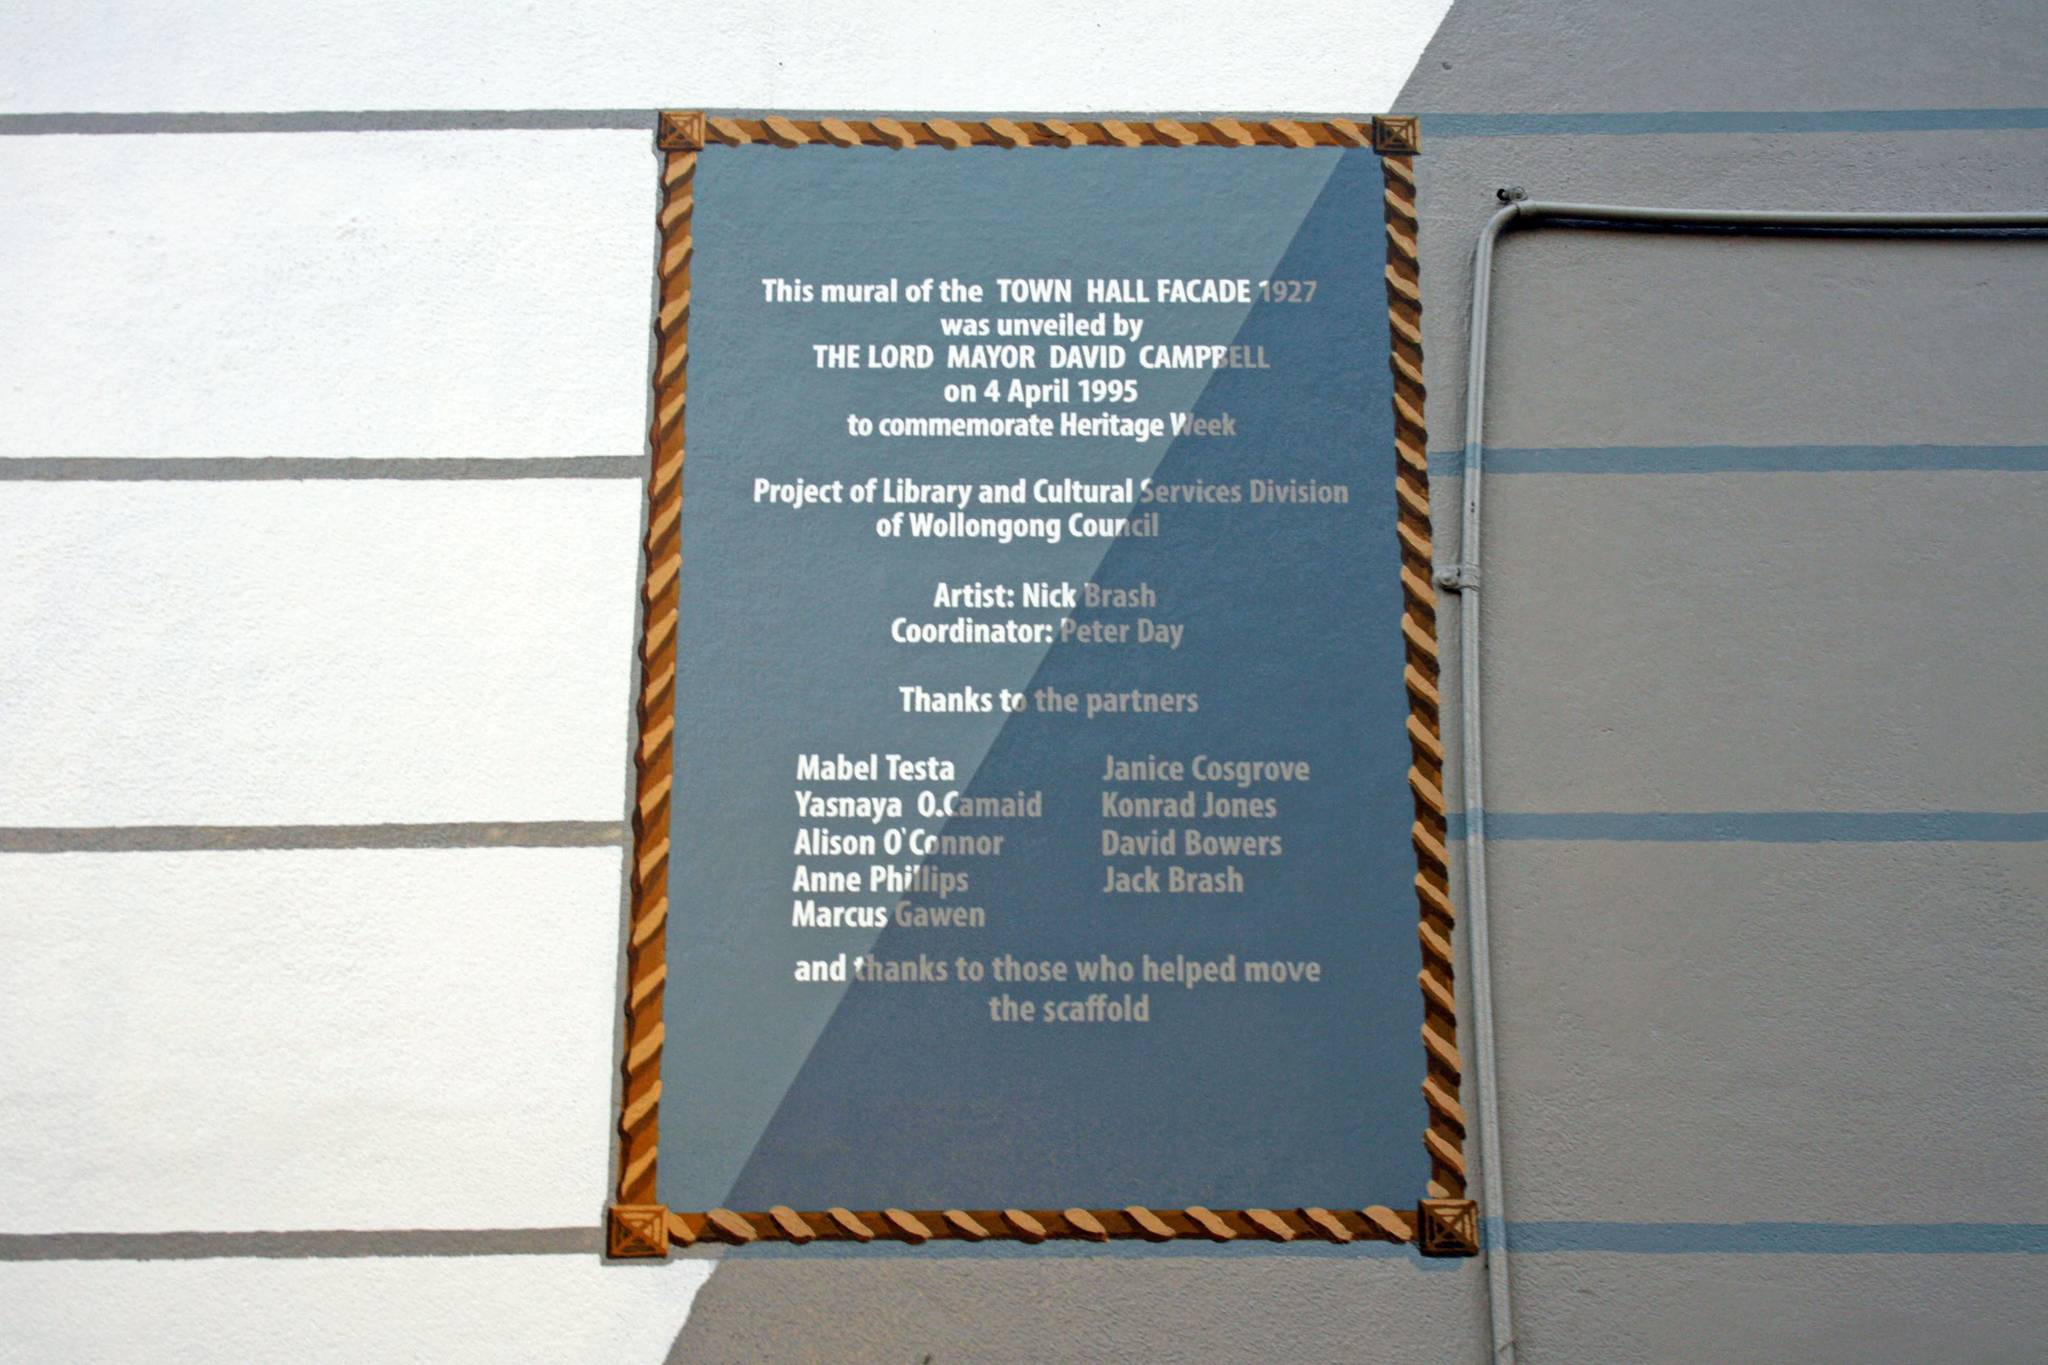 This mural of the TOWN HALL FACADE 1927
was unveiled by
THE LORD MAYOR DAVID CAMPBELL
on 4 April 1995
to commemorate Heritage Week
Project of Library and Cultural Services Division
of Wollongong Council
Artist: Nick Brash
Coordinator: Peter Day
Thanks to the partners
Mabel Testa Janice Cosgrove
Yasnaya O.Camaid Konrad Jones
Alison O'Connor David Bowers
Anne Phillips Jack Brash
Marcus Gawen
and thanks to those who helped move
the scaffold